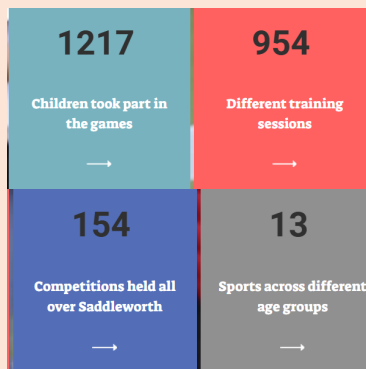 1217
Children took part in
the games
954
Different training
sessions
154
Competitions held all
over Saddleworth
13
Sports across different
age groups